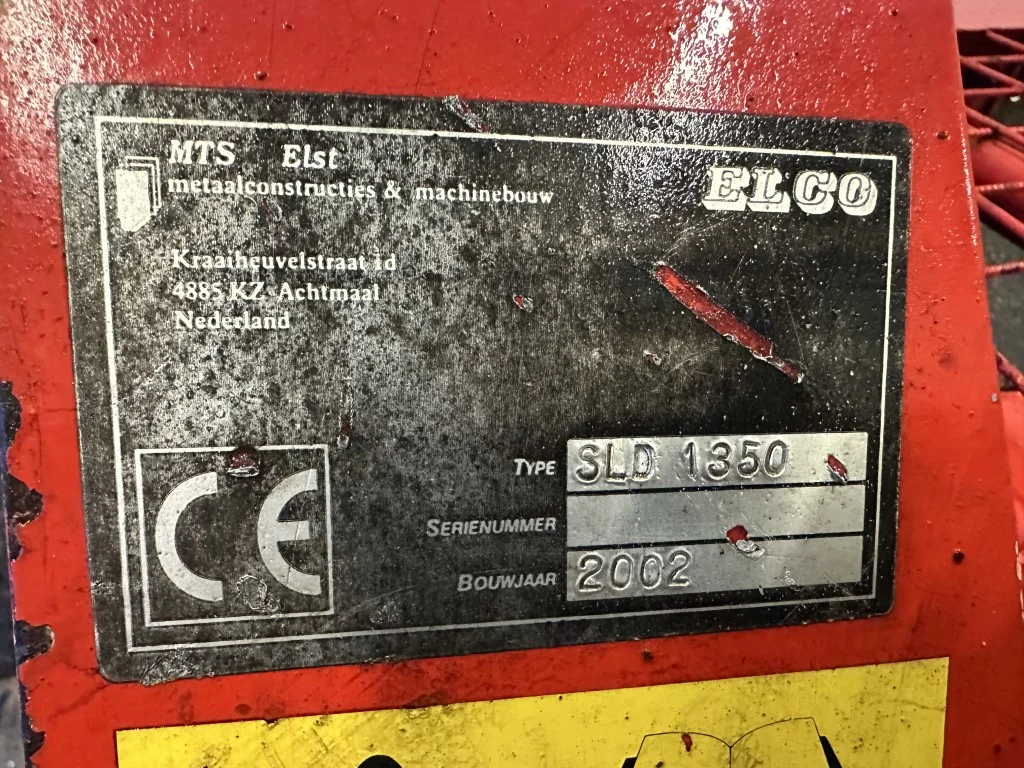 MTS Elst
metaalconstructies & machinebouw
ELCO
Kraaiheuvelstraat 1d
4885 KZ Achtmaal
Nederland
CE
TYPE SLD 1350
SERIENUMMER
BOUWJAAR 2002